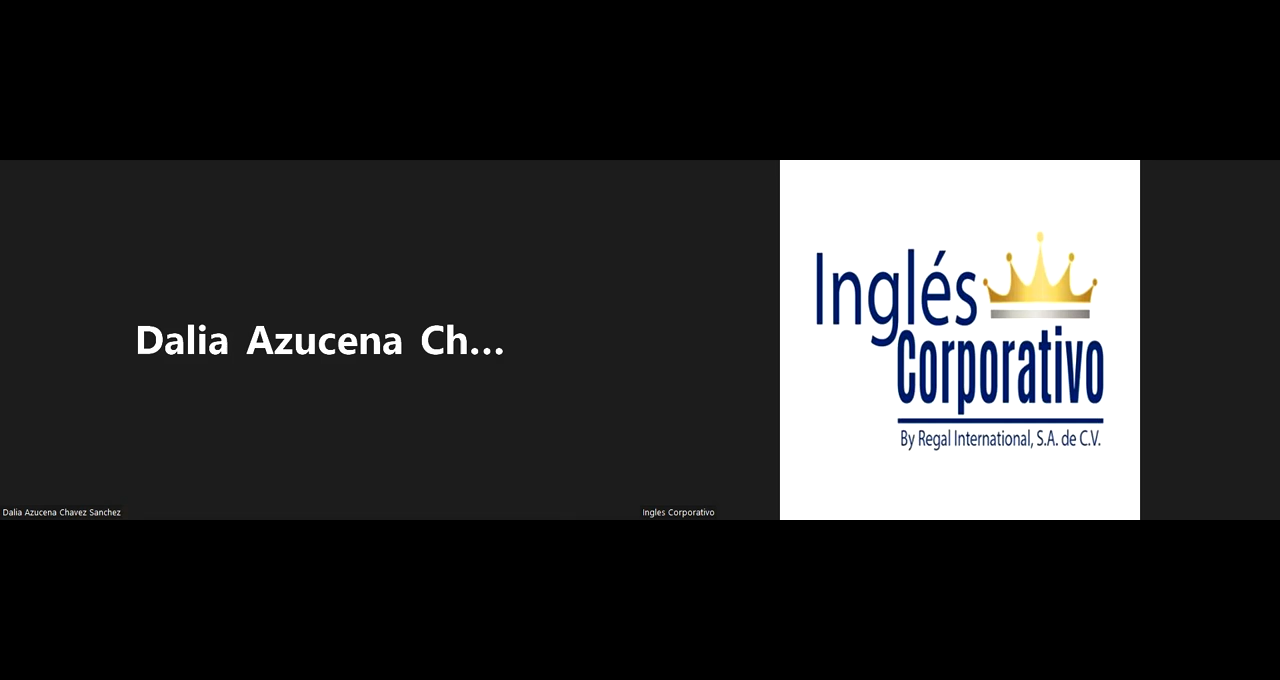 Dalia Azucena Ch...
Dalia Azucena Chavez Sanchez
Inglés
Corporativo
By Regal International, S.A. de C.V.
Ingles Corporativo